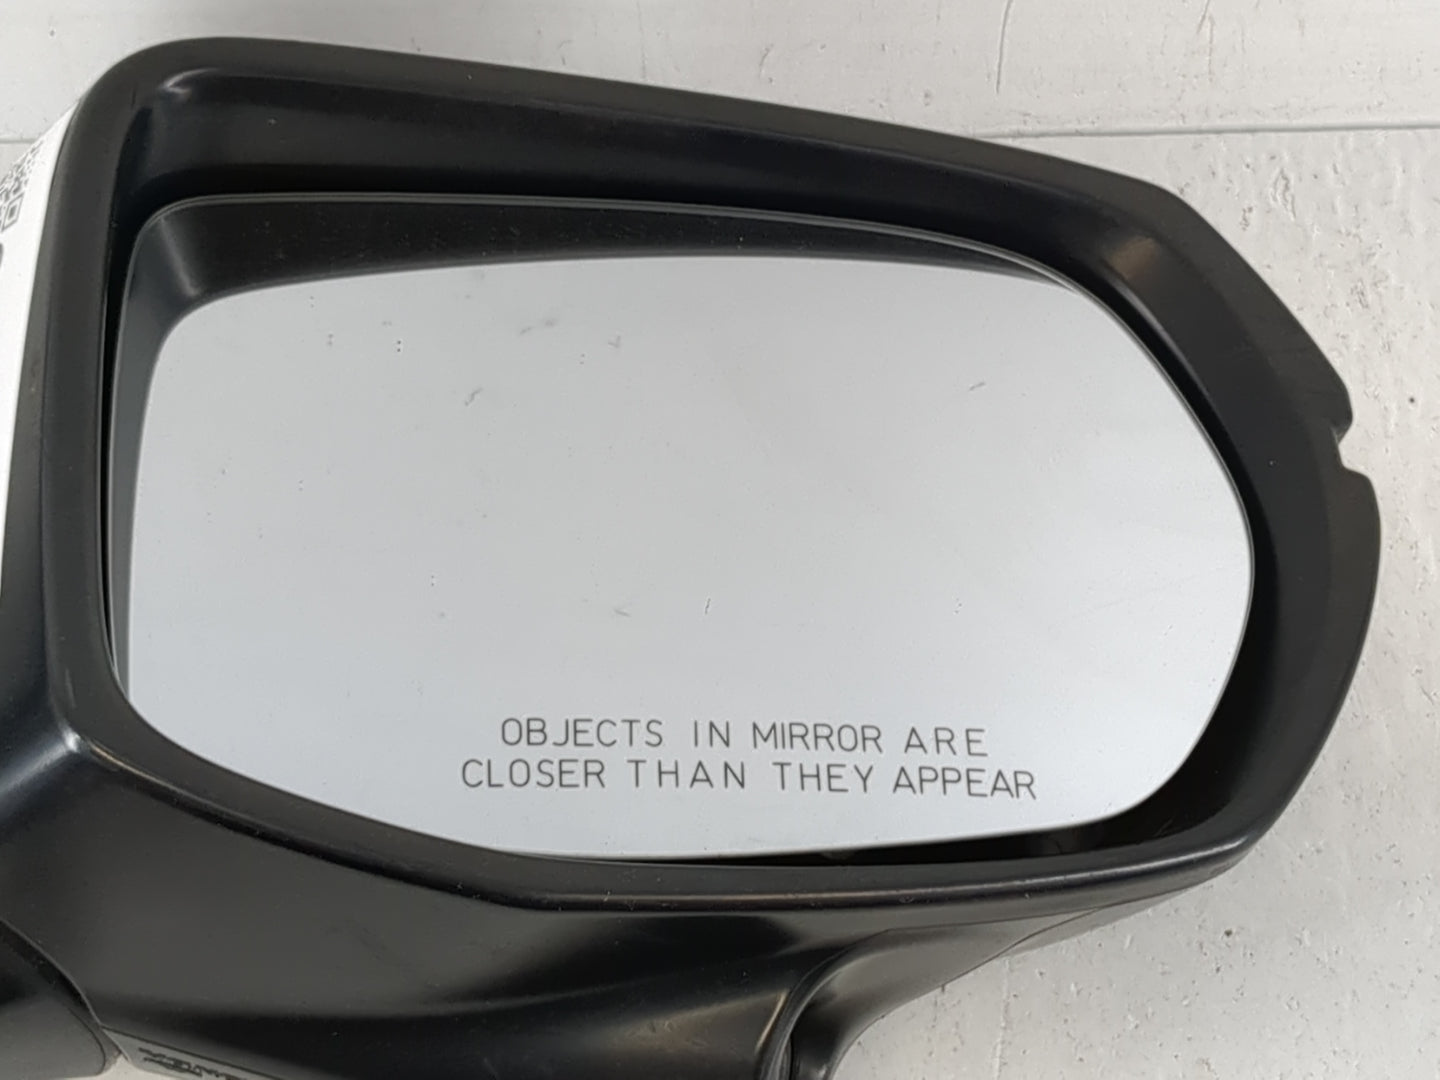 OBJECTS IN MIRROR ARE
CLOSER THAN THEY APPEAR